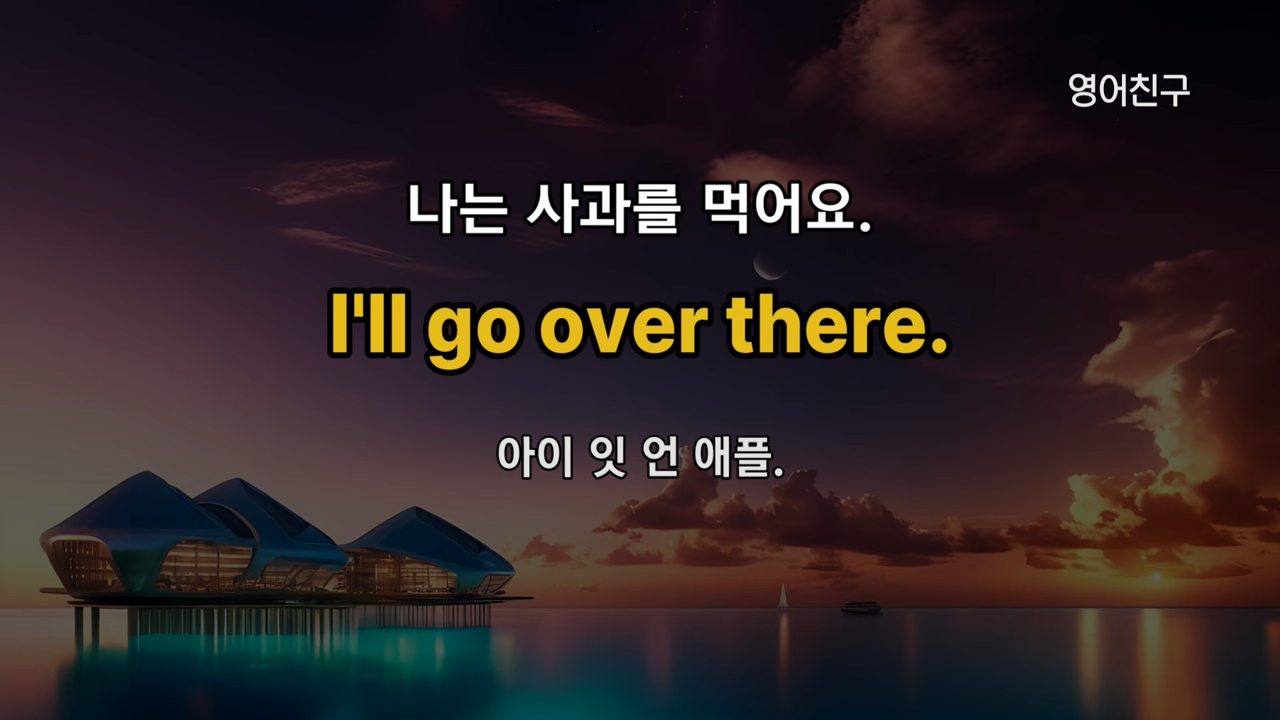 영어친구
나는 사과를 먹어요.
I'll go over there.
아이 잇 언 애플.